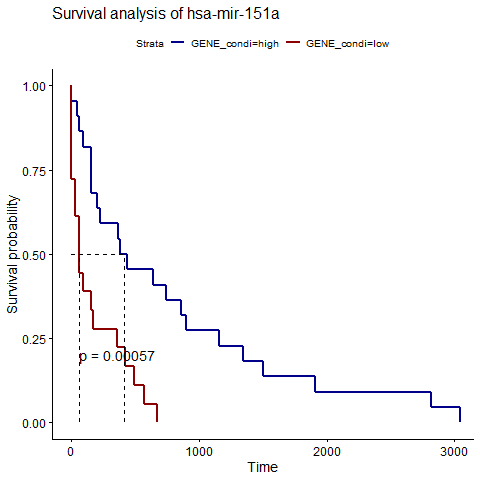 Survival analysis of hsa-mir-151a
Strata GENE_condi=high GENE_condi=low
Survival probability
1.00
0.75
0.50
0.25
0.00
p = 0.00057
0 1000 2000 3000
Time